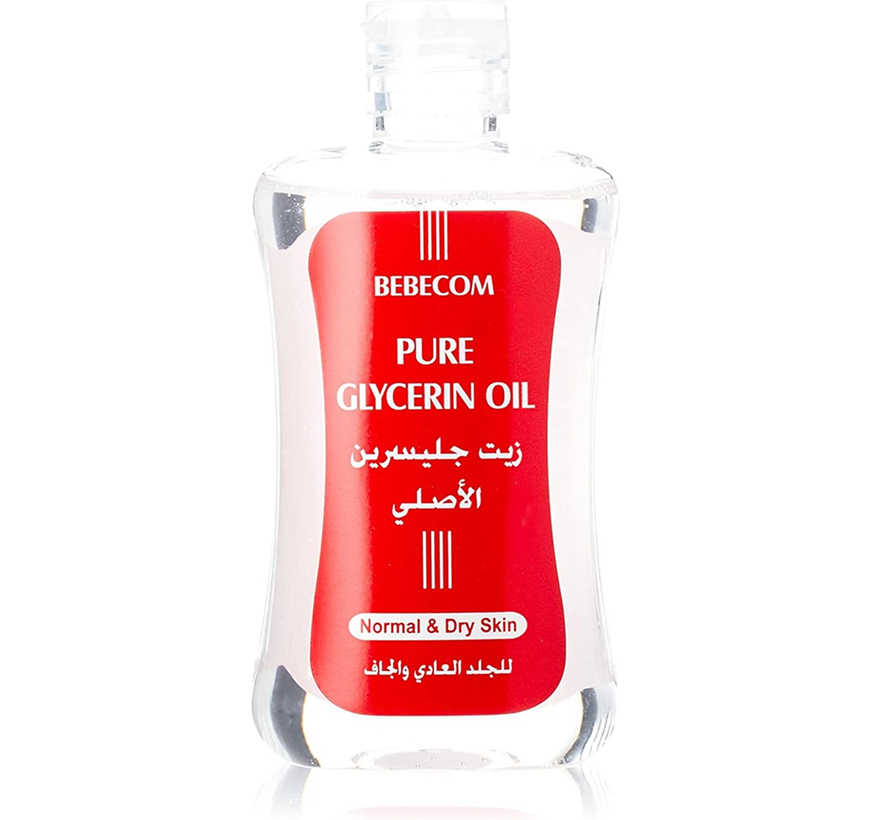 BEBECOM
PURE
GLYCERIN OIL
زيت جليسرين
الأصلي
Normal & Dry Skin
للجلد العادي والجاف